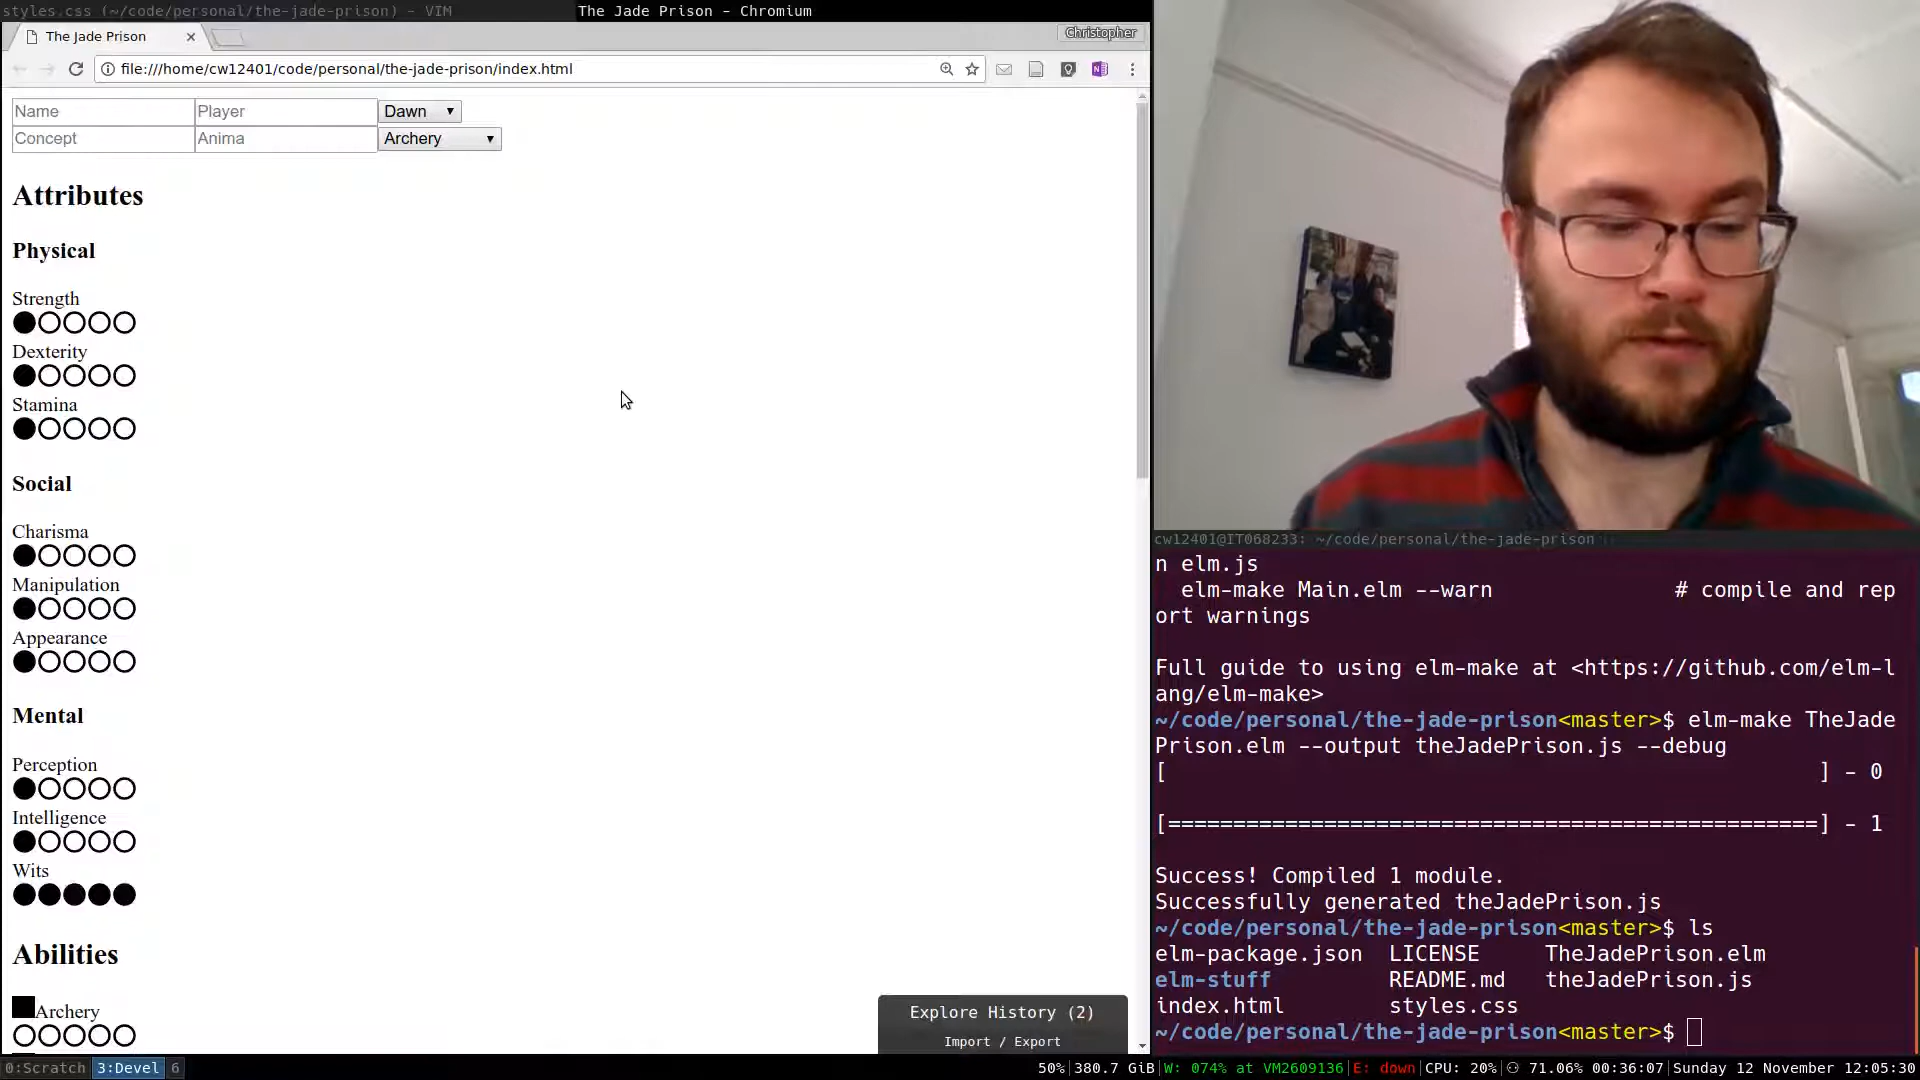 styles.css (~/code/personal/the-jade-prison) - VIM
The Jade Prison - Chromium
The Jade Prison
Christopher
file:///home/cw12401/code/personal/the-jade-prison/index.html
Name Player Dawn
Concept Anima Archery
Attributes
Physical
Strength
Dexterity
Stamina
Social
Charisma
Manipulation
Appearance
Mental
Perception
Intelligence
Wits
Abilities
Archery
Explore History (2)
Import / Export
cw12401@IT068233: ~/code/personal/the-jade-prison
n elm.js
elm-make Main.elm --warn # compile and rep
ort warnings
Full guide to using elm-make at <https://github.com/elm-l
ang/elm-make>
~/code/personal/the-jade-prison<master>$ elm-make TheJade
Prison.elm --output theJadePrison.js --debug
[ ] - 0
[==================================================] - 1
Success! Compiled 1 module.
Successfully generated theJadePrison.js
~/code/personal/the-jade-prison<master>$ ls
elm-package.json LICENSE TheJadePrison.elm
elm-stuff README.md theJadePrison.js
index.html styles.css
~/code/personal/the-jade-prison<master>$
0:Scratch 3:Devel 6
50% 380.7 GiB W: 074% at VM2609136 E: down CPU: 20% 71.06% 00:36:07 Sunday 12 November 12:05:30